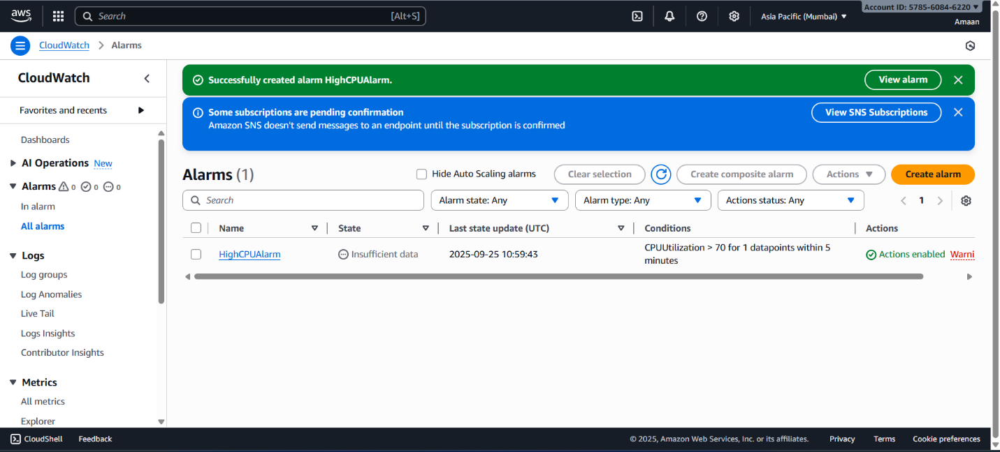 aws
Search [Alt+S]
Asia Pacific (Mumbai)
Account ID: 5785-6084-6220
Amaan
CloudWatch
Alarms
CloudWatch
Favorites and recents
Dashboards
AI Operations New
Alarms 0 0 0
In alarm
All alarms
Logs
Log groups
Log Anomalies
Live Tail
Logs Insights
Contributor Insights
Metrics
All metrics
Explorer
Successfully created alarm HighCPUAlarm.
View alarm
Some subscriptions are pending confirmation
Amazon SNS doesn't send messages to an endpoint until the subscription is confirmed
View SNS Subscriptions
Alarms (1)
Hide Auto Scaling alarms
Clear selection
Create composite alarm
Actions
Create alarm
Search
Alarm state: Any
Alarm type: Any
Actions status: Any
1
Name State Last state update (UTC) Conditions Actions
HighCPUAlarm
Insufficient data
2025-09-25 10:59:43
CPUUtilization > 70 for 1 datapoints within 5
minutes
Actions enabled Warni
CloudShell Feedback
© 2025, Amazon Web Services, Inc. or its affiliates. Privacy Terms Cookie preferences